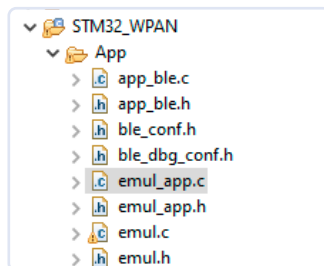 STM32_WPAN
App
app_ble.c
app_ble.h
ble_conf.h
ble_dbg_conf.h
emul_app.c
emul_app.h
emul.c
emul.h